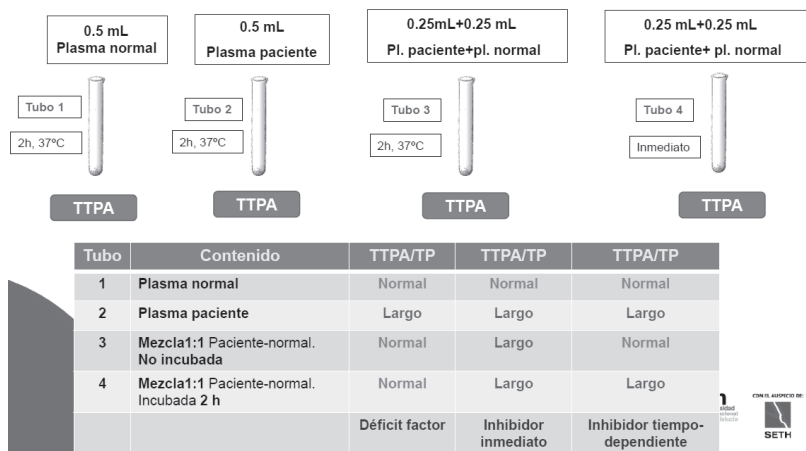 0.5 mL
Plasma normal
0.5 mL
Plasma paciente
0.25mL+0.25 mL
Pl. paciente+pl. normal
0.25 mL+0.25 mL
Pl. paciente+ pl. normal
Tubo 1
2h, 37ºC
Tubo 2
2h, 37ºC
Tubo 3
2h, 37ºC
Tubo 4
Inmediato
TTPA
TTPA
TTPA
TTPA
Tubo Contenido TTPA/TP TTPA/TP TTPA/TP
1 Plasma normal Normal Normal Normal
2 Plasma paciente Largo Largo Largo
3 Mezcla1:1 Paciente-normal. Normal Largo Normal
No incubada
4 Mezcla1:1 Paciente-normal. Normal Largo Largo
Incubada 2 h
Déficit factor Inhibidor Inhibidor tiempo-
inmediato dependiente
CON EL AUSPICIO DE:
SETH